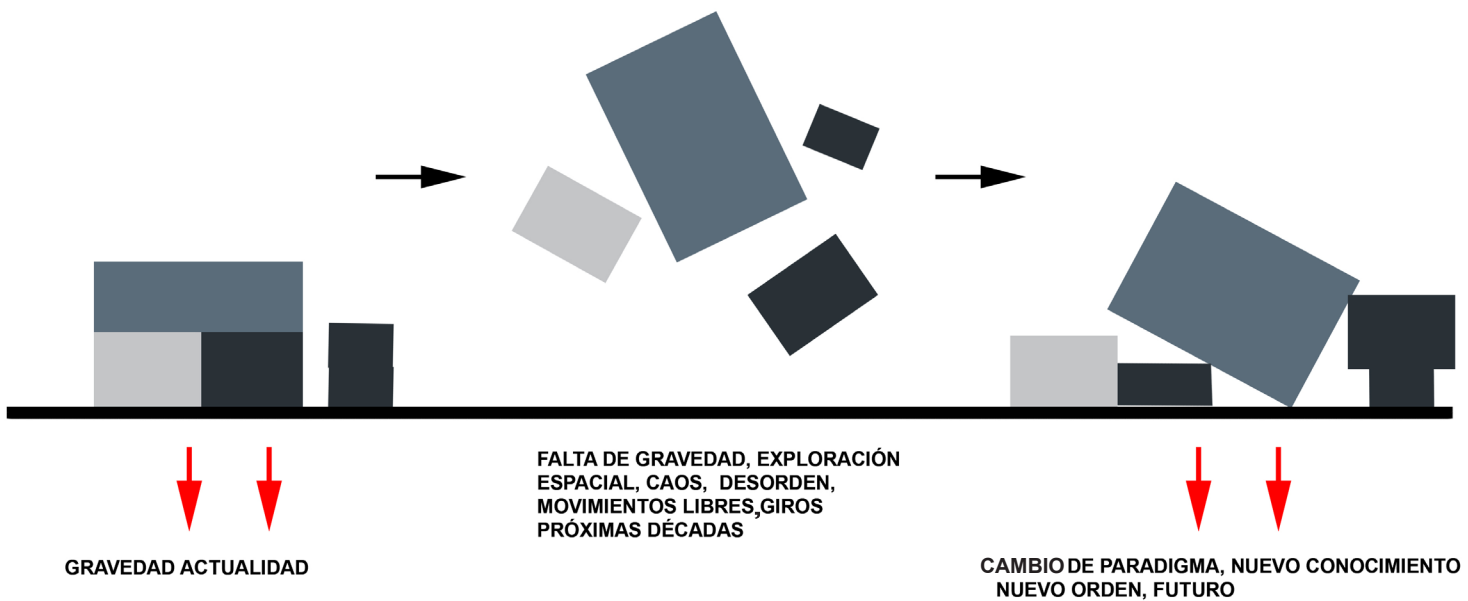 FALTA DE GRAVEDAD, EXPLORACIÓN
ESPACIAL, CAOS, DESORDEN,
MOVIMIENTOS LIBRES,GIROS
PRÓXIMAS DÉCADAS
GRAVEDAD ACTUALIDAD
CAMBIO DE PARADIGMA, NUEVO CONOCIMIENTO
NUEVO ORDEN, FUTURO